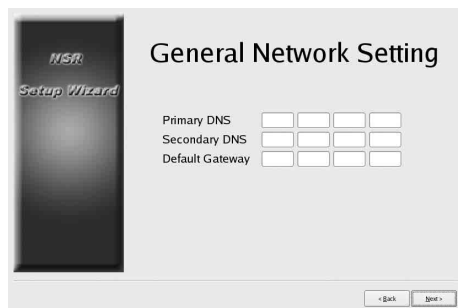 NSR
Setup Wizard
General Network Setting
Primary DNS
Secondary DNS
Default Gateway
< Back
Next >